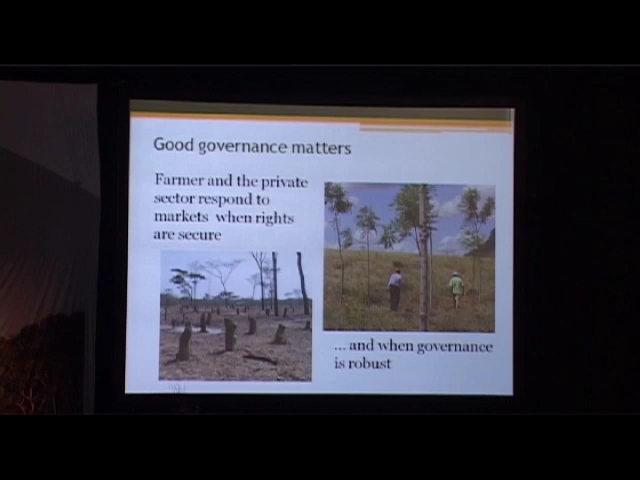 Good governance matters
Farmer and the private
sector respond to
markets when rights
are secure
... and when governance
is robust